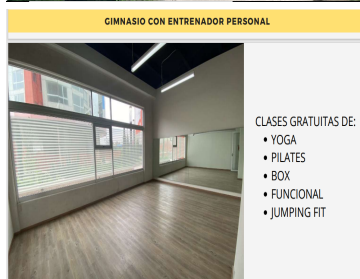 GIMNASIO CON ENTRENADOR PERSONAL
CLASES GRATUITAS DE:
• YOGA
• PILATES
• BOX
• FUNCIONAL
• JUMPING FIT